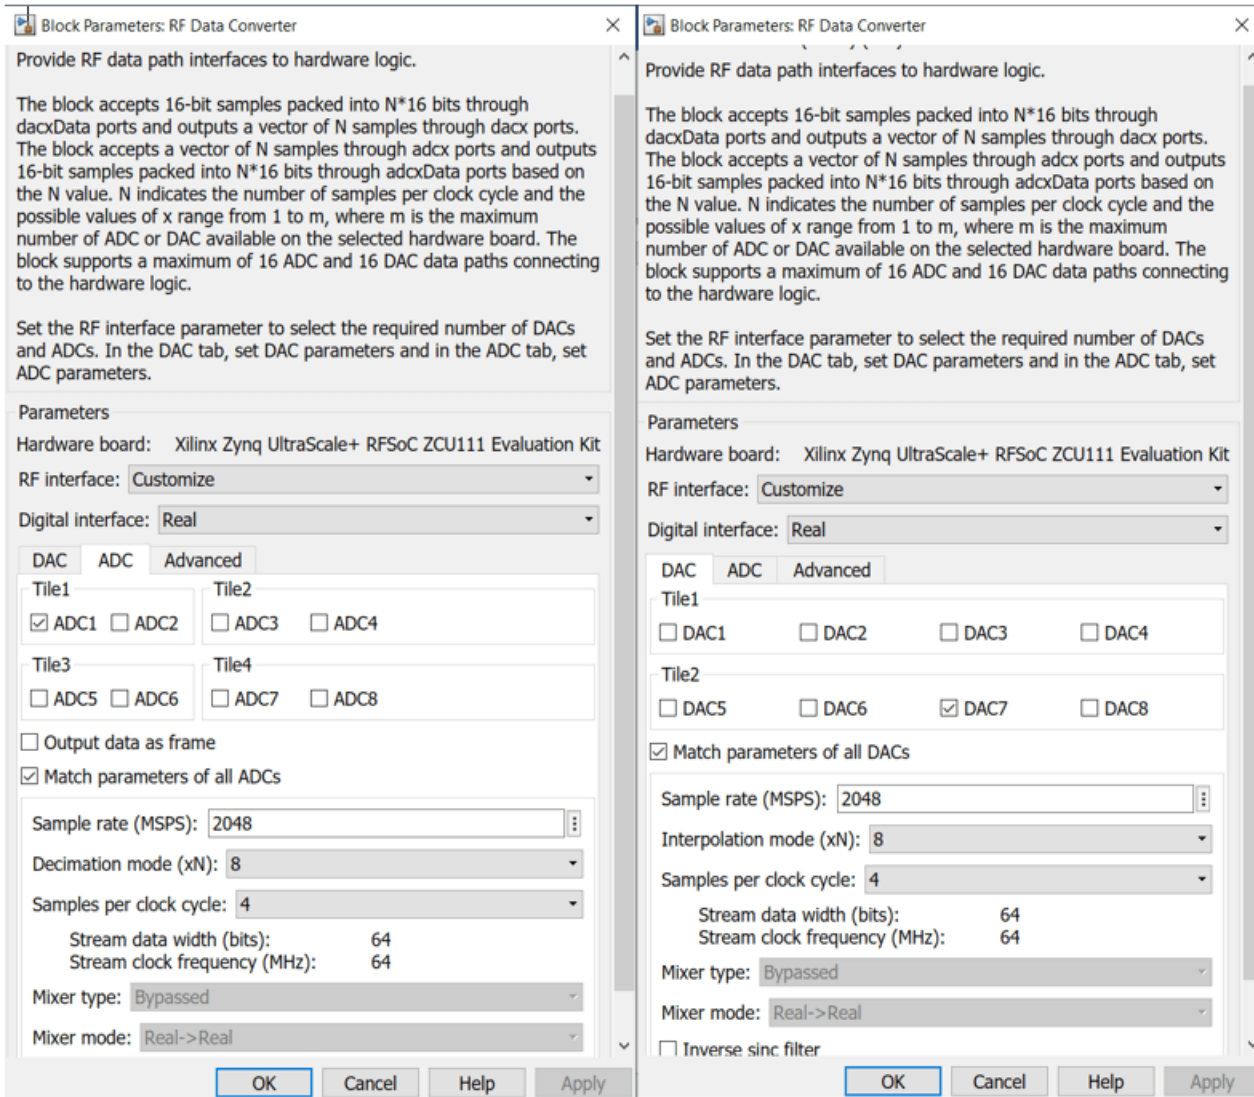 Block Parameters: RF Data Converter
Provide RF data path interfaces to hardware logic.
The block accepts 16-bit samples packed into N*16 bits through
dacxData ports and outputs a vector of N samples through dacx ports.
The block accepts a vector of N samples through adcx ports and outputs
16-bit samples packed into N*16 bits through adcxData ports based on
the N value. N indicates the number of samples per clock cycle and the
possible values of x range from 1 to m, where m is the maximum
number of ADC or DAC available on the selected hardware board. The
block supports a maximum of 16 ADC and 16 DAC data paths connecting
to the hardware logic.
Set the RF interface parameter to select the required number of DACs
and ADCs. In the DAC tab, set DAC parameters and in the ADC tab, set
ADC parameters.
Parameters
Hardware board: Xilinx Zynq UltraScale+ RFSoC ZCU111 Evaluation Kit
RF interface: Customize
Digital interface: Real
DAC ADC Advanced
Tile1 Tile2
ADC1 ADC2 ADC3 ADC4
Tile3 Tile4
ADC5 ADC6 ADC7 ADC8
Output data as frame
Match parameters of all ADCs
Sample rate (MSPS): 2048
Decimation mode (xN): 8
Samples per clock cycle: 4
Stream data width (bits): 64
Stream clock frequency (MHz): 64
Mixer type: Bypassed
Mixer mode: Real->Real
OK Cancel Help Apply
Block Parameters: RF Data Converter
Provide RF data path interfaces to hardware logic.
The block accepts 16-bit samples packed into N*16 bits through
dacxData ports and outputs a vector of N samples through dacx ports.
The block accepts a vector of N samples through adcx ports and outputs
16-bit samples packed into N*16 bits through adcxData ports based on
the N value. N indicates the number of samples per clock cycle and the
possible values of x range from 1 to m, where m is the maximum
number of ADC or DAC available on the selected hardware board. The
block supports a maximum of 16 ADC and 16 DAC data paths connecting
to the hardware logic.
Set the RF interface parameter to select the required number of DACs
and ADCs. In the DAC tab, set DAC parameters and in the ADC tab, set
ADC parameters.
Parameters
Hardware board: Xilinx Zynq UltraScale+ RFSoC ZCU111 Evaluation Kit
RF interface: Customize
Digital interface: Real
DAC ADC Advanced
Tile1
DAC1 DAC2 DAC3 DAC4
Tile2
DAC5 DAC6 DAC7 DAC8
Match parameters of all DACs
Sample rate (MSPS): 2048
Interpolation mode (xN): 8
Samples per clock cycle: 4
Stream data width (bits): 64
Stream clock frequency (MHz): 64
Mixer type: Bypassed
Mixer mode: Real->Real
Inverse sinc filter
OK Cancel Help Apply